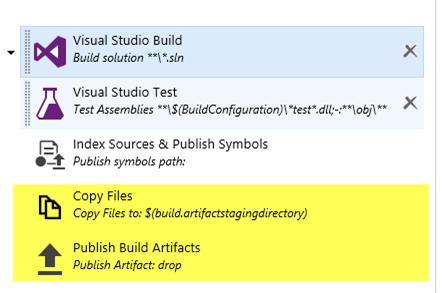 Visual Studio Build
Build solution **\*.sln
Visual Studio Test
Test Assemblies **\$(BuildConfiguration)\*test*.dll;-:**\obj\**
Index Sources & Publish Symbols
Publish symbols path:
Copy Files
Copy Files to: $(build.artifactstagingdirectory)
Publish Build Artifacts
Publish Artifact: drop